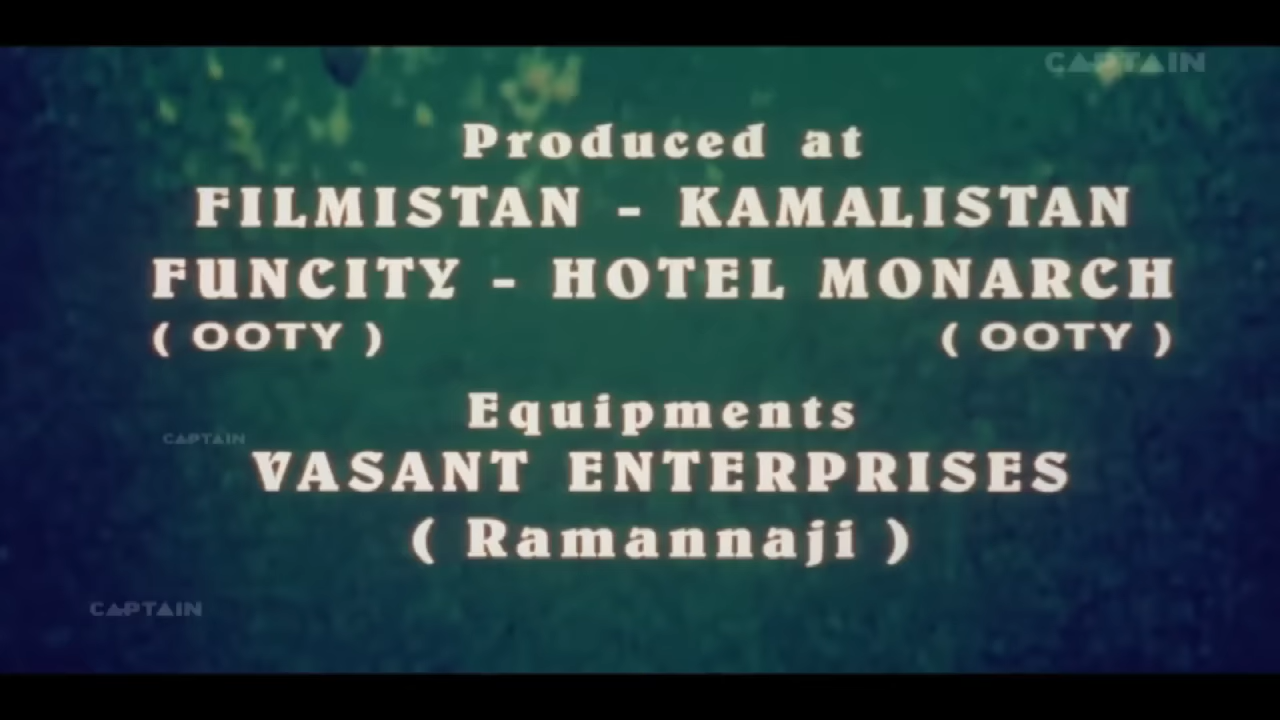 CAPTAIN
Produced at
FILMISTAN - KAMALISTAN
FUNCITY - HOTEL MONARCH
( OOTY ) ( OOTY )
Equipments
CAPTAIN
VASANT ENTERPRISES
( Ramannaji )
CAPTAIN